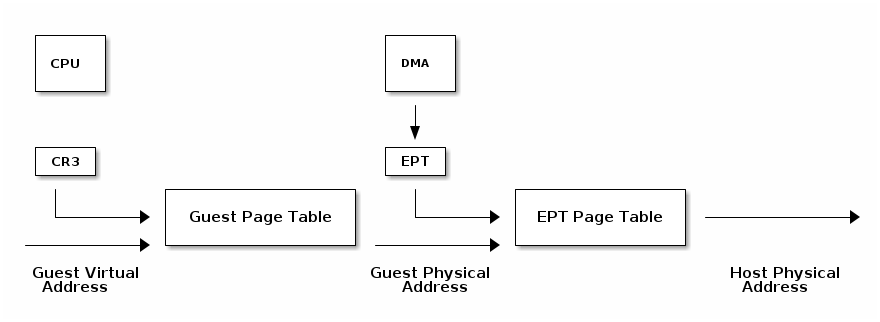 CPU
DMA
CR3
EPT
Guest Page Table
EPT Page Table
Guest Virtual
Address
Guest Physical
Address
Host Physical
Address